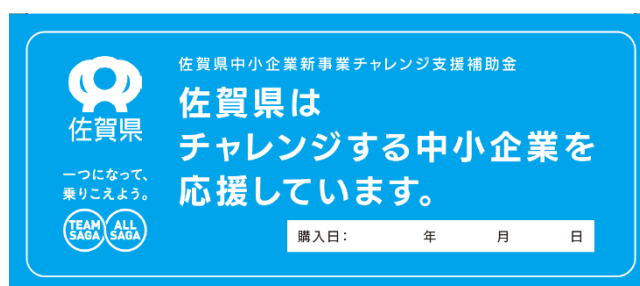 佐賀県
一つになって、
乗りこえよう。
TEAM SAGA ALL SAGA
佐賀県中小企業新事業チャレンジ支援補助金
佐賀県は
チャレンジする中小企業を
応援しています。
購入日： 年 月 日